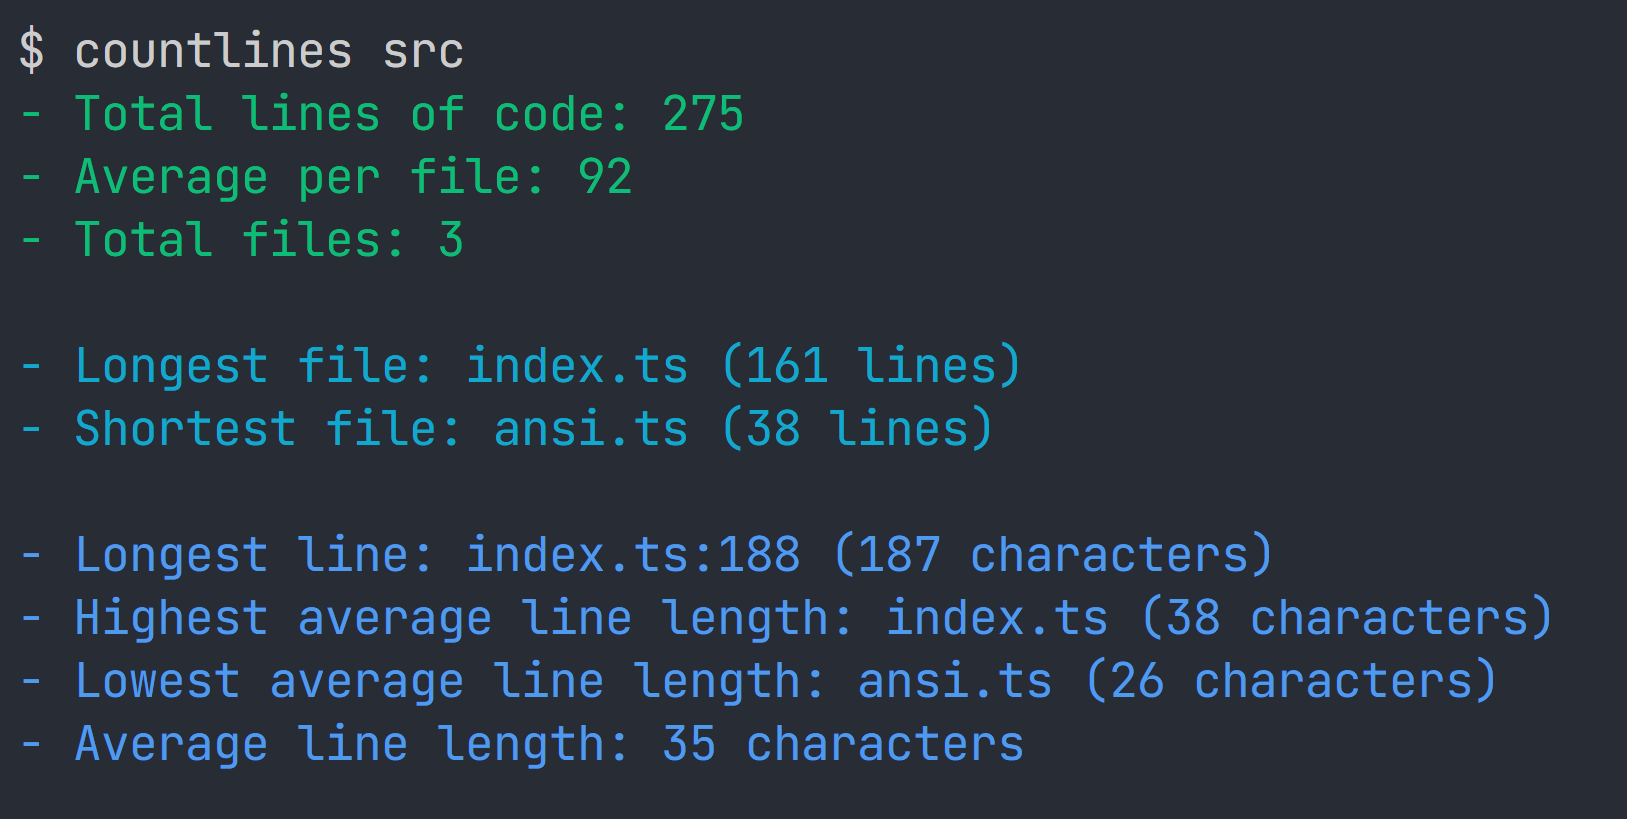 $ countlines src
- Total lines of code: 275
- Average per file: 92
- Total files: 3
- Longest file: index.ts (161 lines)
- Shortest file: ansi.ts (38 lines)
- Longest line: index.ts:188 (187 characters)
- Highest average line length: index.ts (38 characters)
- Lowest average line length: ansi.ts (26 characters)
- Average line length: 35 characters